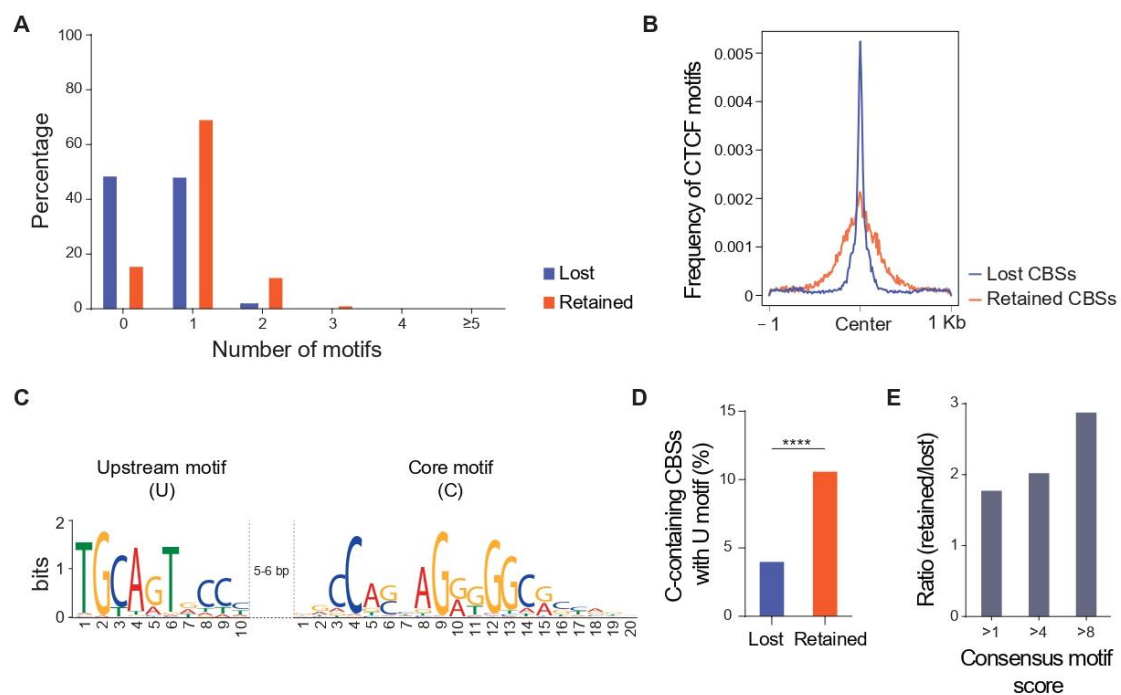 A
100
80
60
40
20
0
Percentage
0 1 2 3 4 ≥5
Number of motifs
Lost
Retained
B
0.005
0.004
0.003
0.002
0.001
0
Frequency of CTCF motifs
−1 Center 1 Kb
Lost CBSs
Retained CBSs
C
Upstream motif
(U)
Core motif
(C)
2
1
0
bits
5-6 bp
1 2 3 4 5 6 7 8 9 10
1 2 3 4 5 6 7 8 9 10 11 12 13 14 15 16 17 18 19 20
D
15
10
5
0
C-containing CBSs
with U motif (%)
****
Lost Retained
E
3
2
1
0
Ratio (retained/lost)
>1 >4 >8
Consensus motif
score